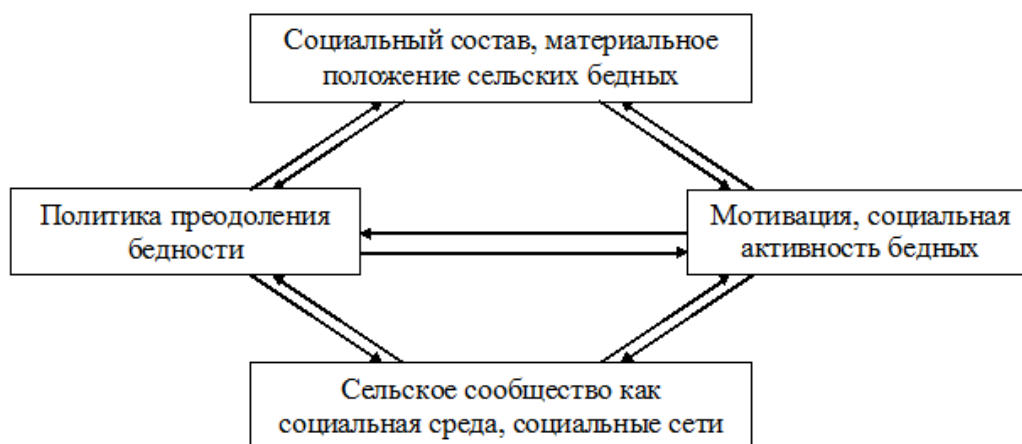 Социальный состав, материальное
положение сельских бедных
Политика преодоления
бедности
Мотивация, социальная
активность бедных
Сельское сообщество как
социальная среда, социальные сети